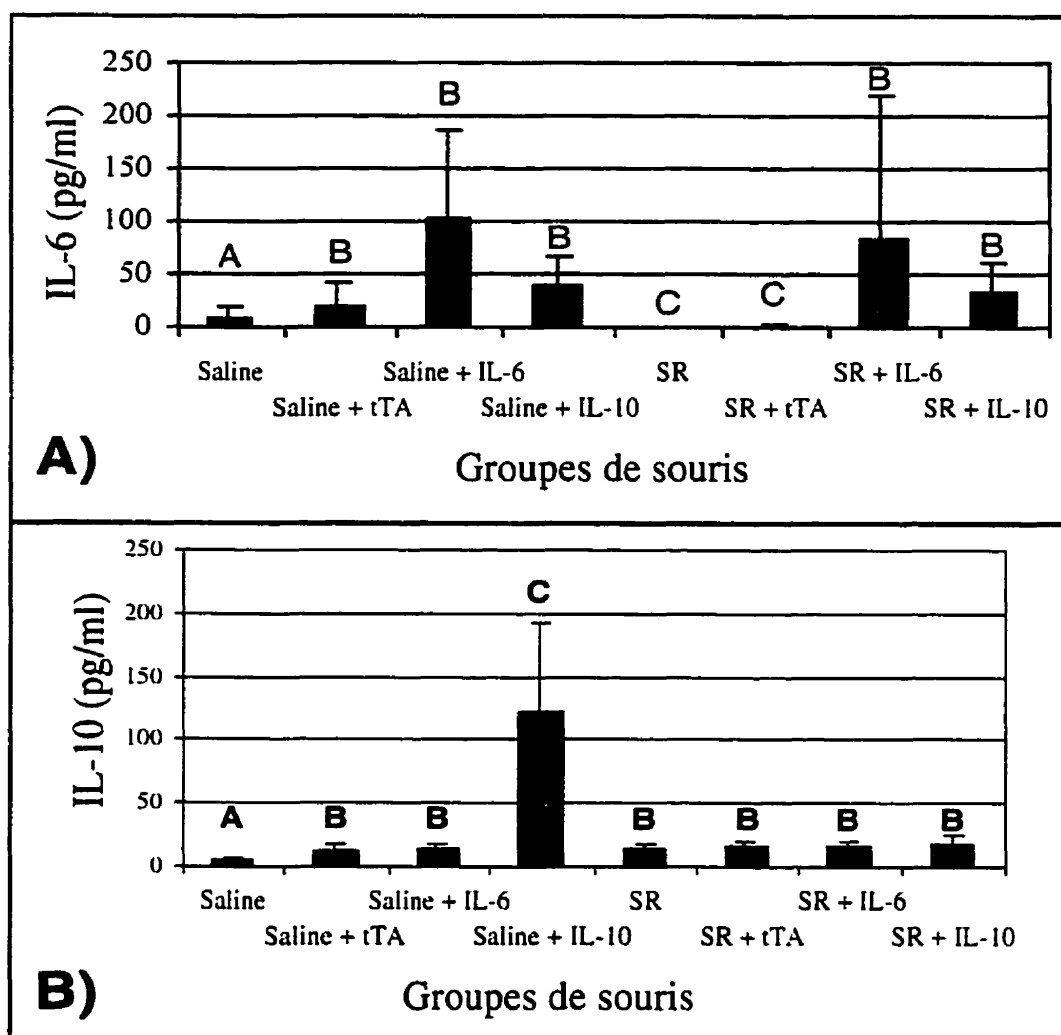 250
200
150
100
50
0
IL-6 (pg/ml)
A
B
B
B
C
C
B
B
Saline
Saline + IL-6
SR
SR + IL-6
Saline + tTA
Saline + IL-10
SR + tTA
SR + IL-10
A)
Groupes de souris
250
200
150
100
50
0
IL-10 (pg/ml)
A
B
B
C
B
B
B
B
Saline
Saline + IL-6
SR
SR + IL-6
Saline + tTA
Saline + IL-10
SR + tTA
SR + IL-10
B)
Groupes de souris